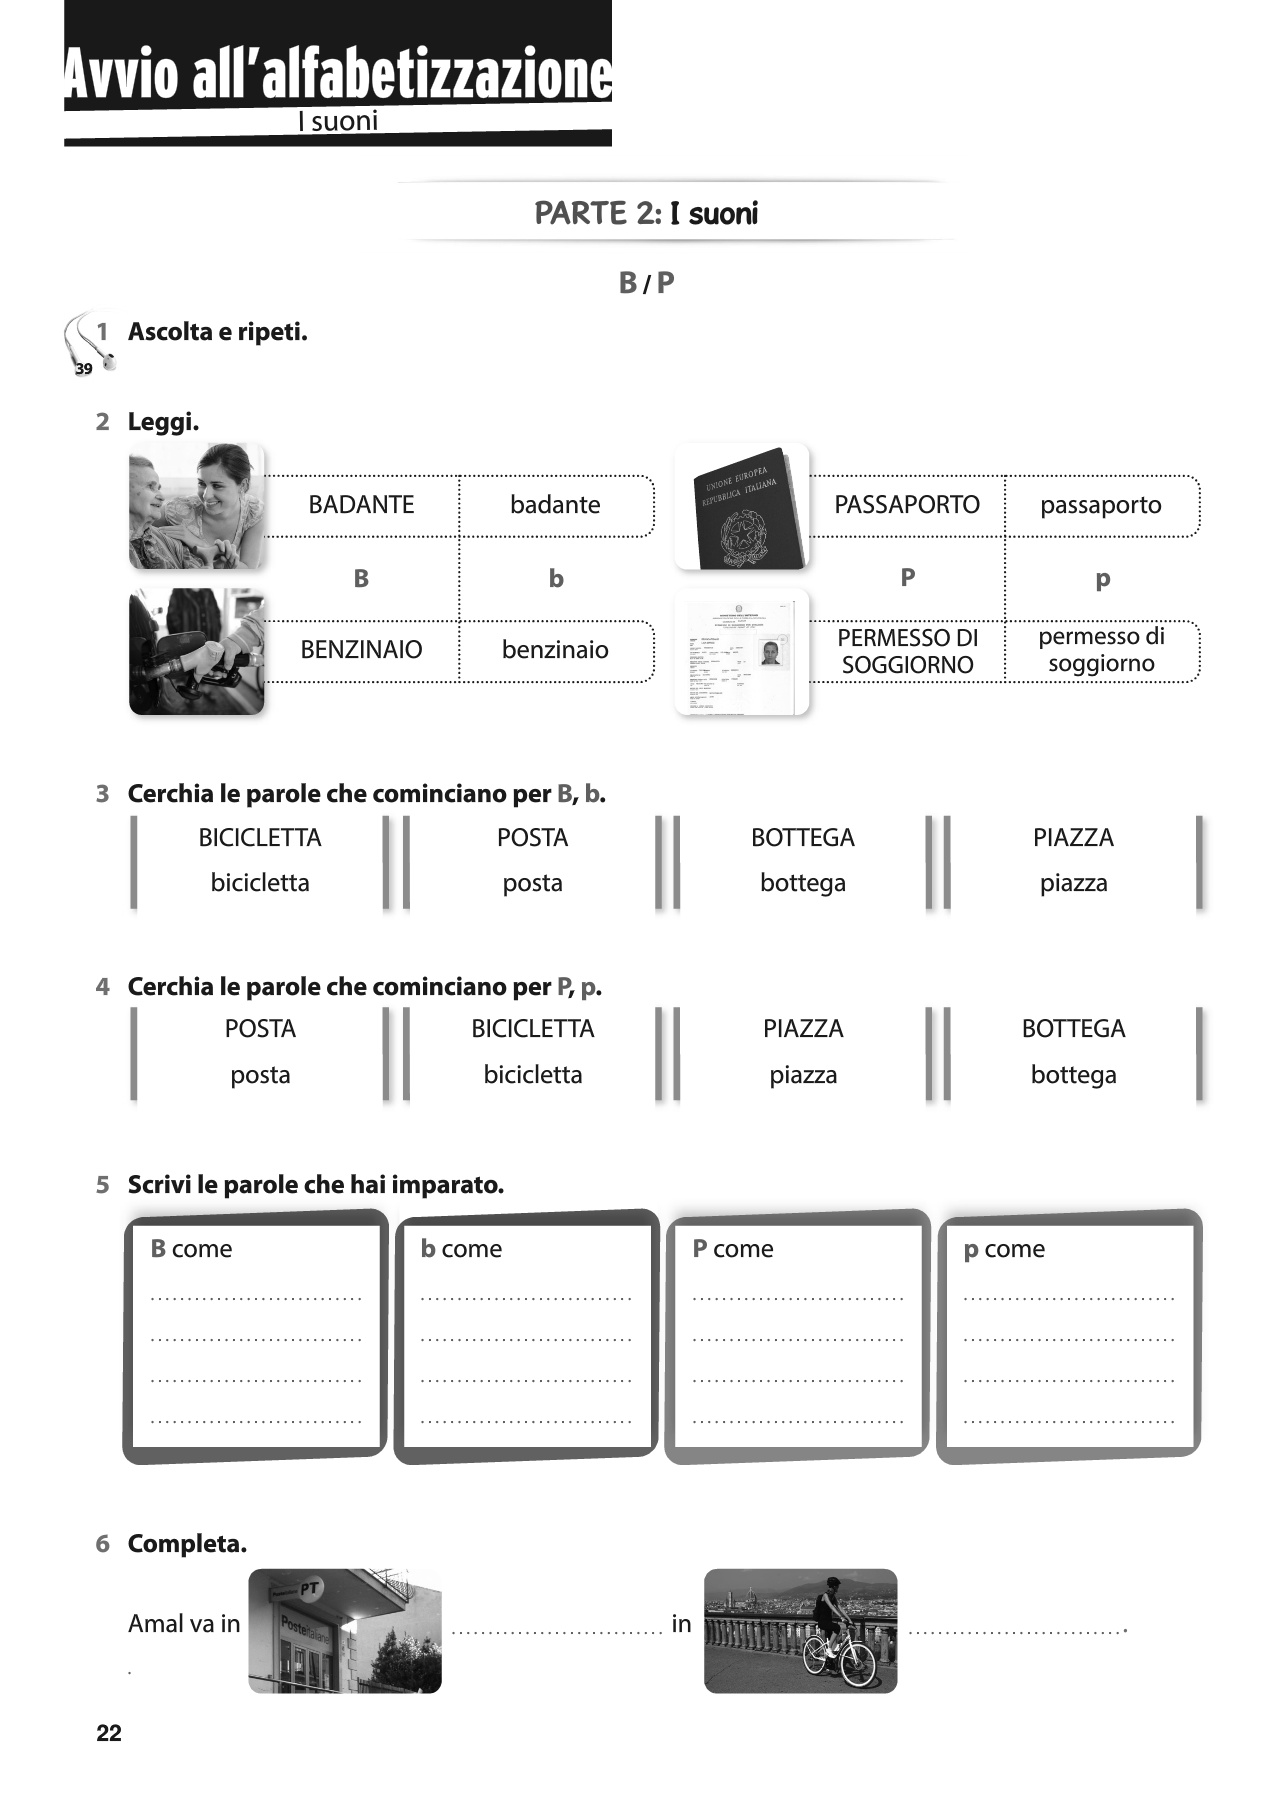 Avvio all'alfabetizzazione
I suoni
PARTE 2: I suoni
B / P
1 Ascolta e ripeti.
39
2 Leggi.
BADANTE badante
B b
BENZINAIO benzinaio
UNIONE EUROPEA
REPUBBLICA ITALIANA
PASSAPORTO passaporto
P p
PERMESSO DI SOGGIORNO permesso di soggiorno
3 Cerchia le parole che cominciano per B, b.
BICICLETTA POSTA BOTTEGA PIAZZA
bicicletta posta bottega piazza
4 Cerchia le parole che cominciano per P, p.
POSTA BICICLETTA PIAZZA BOTTEGA
posta bicicletta piazza bottega
5 Scrivi le parole che hai imparato.
B come b come P come p come
6 Completa.
Amal va in ............................ in ............................ .
PT
Posteitaliane
.
22